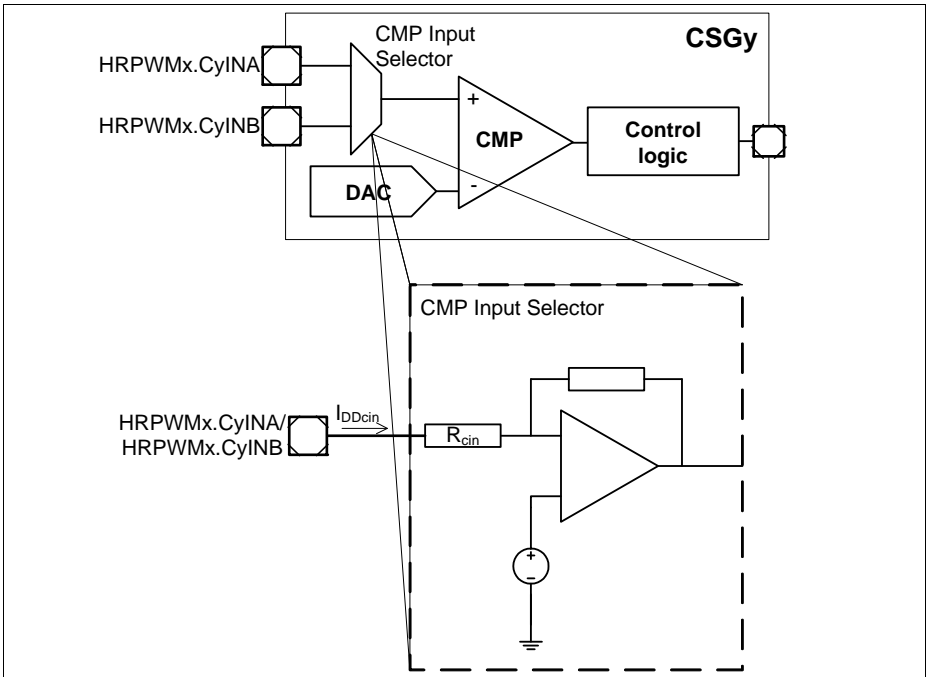 CMP Input
Selector
CSGy
HRPWMx.CyINA
HRPWMx.CyINB
+
CMP
-
Control
logic
DAC
CMP Input Selector
HRPWMx.CyINA/
HRPWMx.CyINB
IDDcin
Rcin
+
−